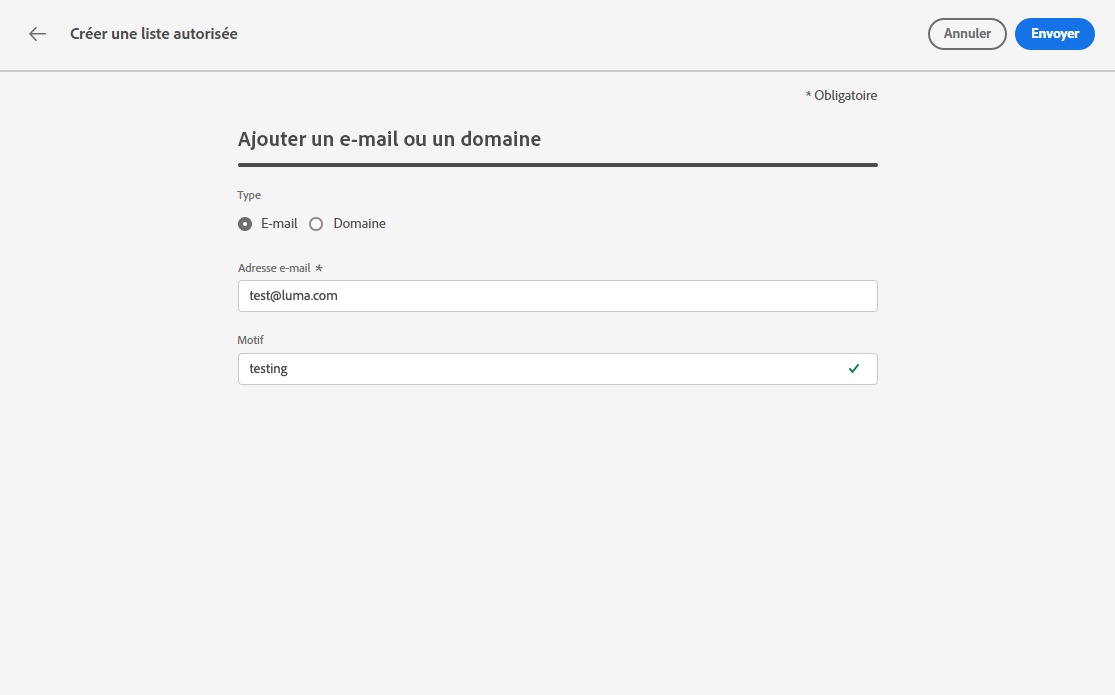 Créer une liste autorisée
Annuler
Envoyer
* Obligatoire
Ajouter un e-mail ou un domaine
Type
E-mail
Domaine
Adresse e-mail *
test@luma.com
Motif
testing